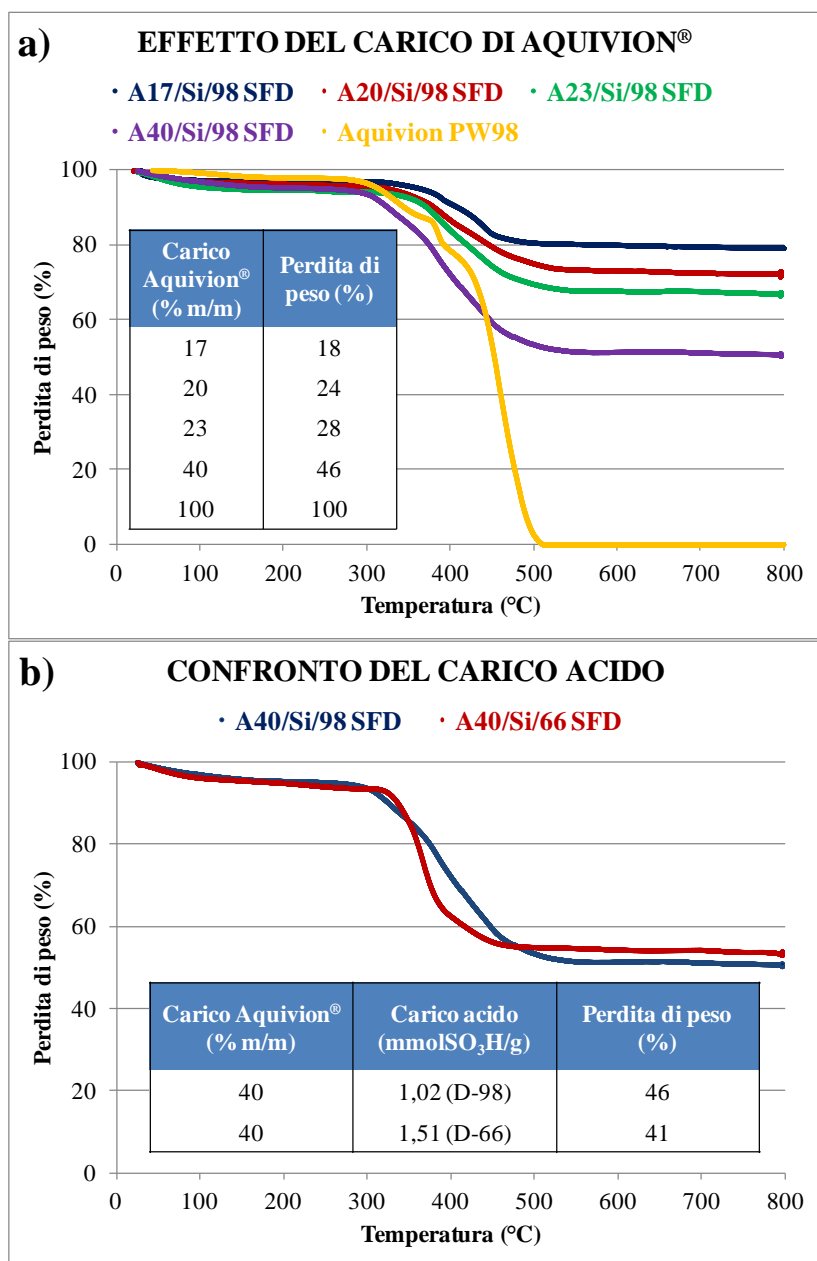 a) EFFETTO DEL CARICO DI AQUIVION®
· A17/Si/98 SFD · A20/Si/98 SFD · A23/Si/98 SFD
· A40/Si/98 SFD · Aquivion PW98
Perdita di peso (%)
100
80
60
40
20
0
Carico Aquivion® (% m/m) Perdita di peso (%)
17 18
20 24
23 28
40 46
100 100
0 100 200 300 400 500 600 700 800
Temperatura (°C)
b) CONFRONTO DEL CARICO ACIDO
· A40/Si/98 SFD · A40/Si/66 SFD
Perdita di peso (%)
100
80
60
40
20
0
Carico Aquivion® (% m/m) Carico acido (mmolSO₃H/g) Perdita di peso (%)
40 1,02 (D-98) 46
40 1,51 (D-66) 41
0 100 200 300 400 500 600 700 800
Temperatura (°C)